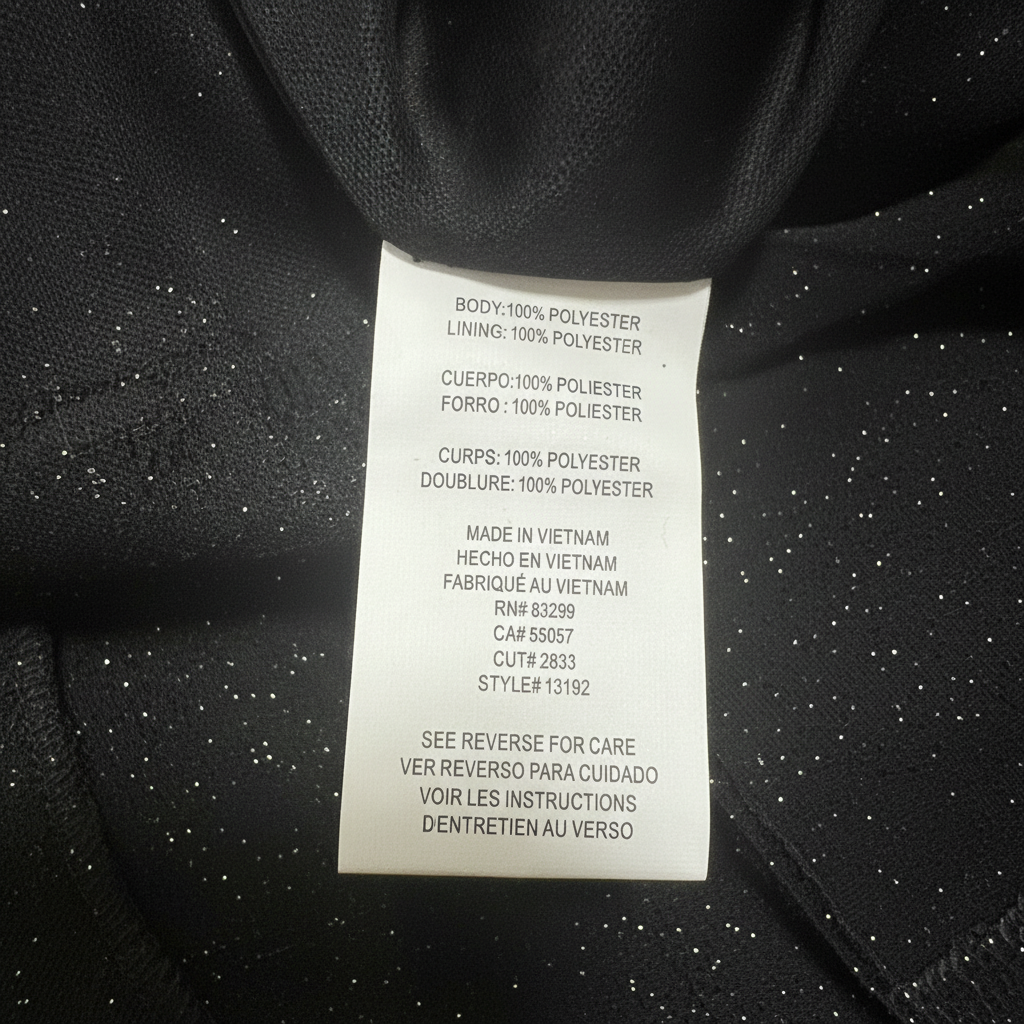 BODY:100% POLYESTER
LINING: 100% POLYESTER
CUERPO:100% POLIESTER
FORRO : 100% POLIESTER
CURPS: 100% POLYESTER
DOUBLURE: 100% POLYESTER
MADE IN VIETNAM
HECHO EN VIETNAM
FABRIQUÉ AU VIETNAM
RN# 83299
CA# 55057
CUT# 2833
STYLE# 13192
SEE REVERSE FOR CARE
VER REVERSO PARA CUIDADO
VOIR LES INSTRUCTIONS
D'ENTRETIEN AU VERSO